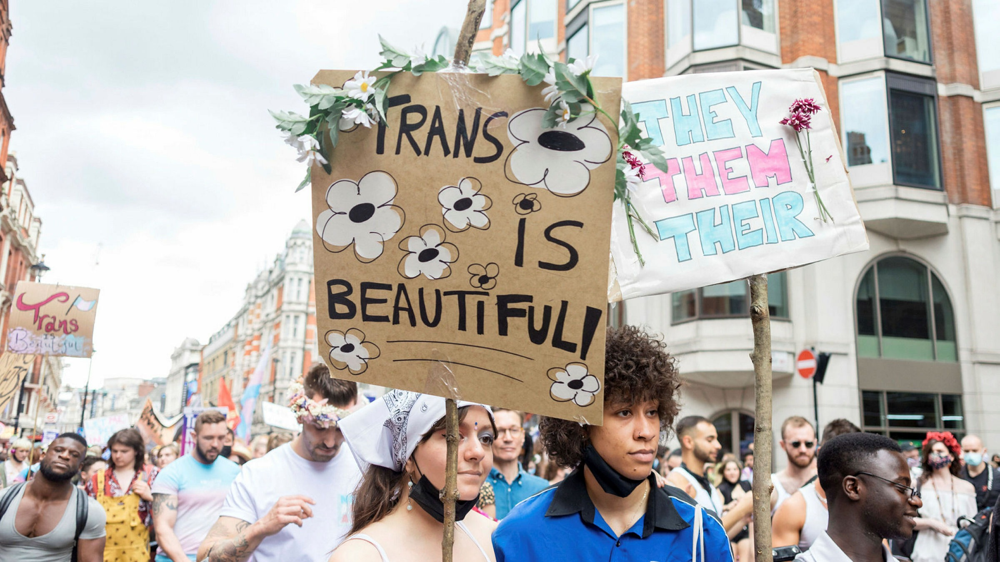 TRANS
IS
BEAUTIFUL!
THEY
THEM
THEIR
Trans
IS
Beautiful